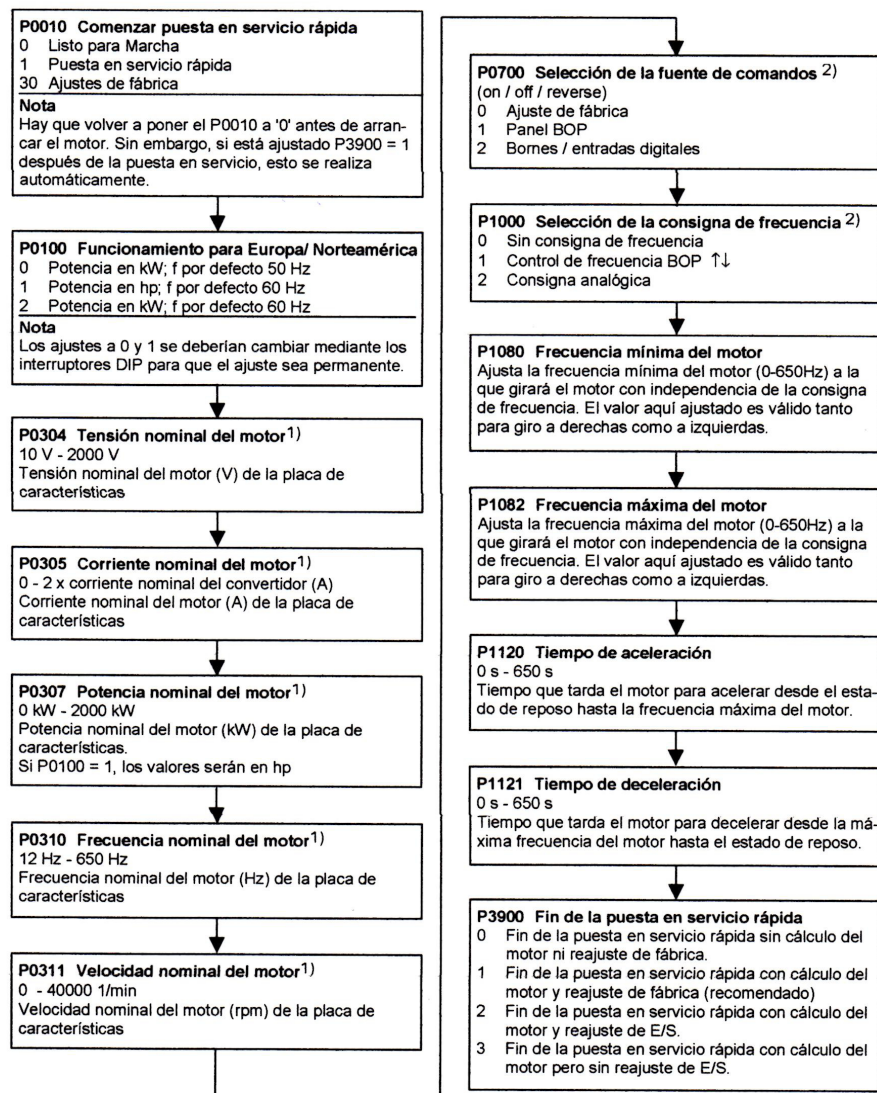 P0010 Comenzar puesta en servicio rápida
0 Listo para Marcha
1 Puesta en servicio rápida
30 Ajustes de fábrica
Nota
Hay que volver a poner el P0010 a '0' antes de arran-
car el motor. Sin embargo, si está ajustado P3900 = 1
después de la puesta en servicio, esto se realiza
automáticamente.
P0100 Funcionamiento para Europa/ Norteamérica
0 Potencia en kW; f por defecto 50 Hz
1 Potencia en hp; f por defecto 60 Hz
2 Potencia en kW; f por defecto 60 Hz
Nota
Los ajustes a 0 y 1 se deberían cambiar mediante los
interruptores DIP para que el ajuste sea permanente.
P0304 Tensión nominal del motor1)
10 V - 2000 V
Tensión nominal del motor (V) de la placa de
características
P0305 Corriente nominal del motor1)
0 - 2 x corriente nominal del convertidor (A)
Corriente nominal del motor (A) de la placa de
características
P0307 Potencia nominal del motor1)
0 kW - 2000 kW
Potencia nominal del motor (kW) de la placa de
características.
Si P0100 = 1, los valores serán en hp
P0310 Frecuencia nominal del motor1)
12 Hz - 650 Hz
Frecuencia nominal del motor (Hz) de la placa de
características
P0311 Velocidad nominal del motor1)
0 - 40000 1/min
Velocidad nominal del motor (rpm) de la placa de
características
P0700 Selección de la fuente de comandos 2)
(on / off / reverse)
0 Ajuste de fábrica
1 Panel BOP
2 Bornes / entradas digitales
P1000 Selección de la consigna de frecuencia 2)
0 Sin consigna de frecuencia
1 Control de frecuencia BOP ↑↓
2 Consigna analógica
P1080 Frecuencia mínima del motor
Ajusta la frecuencia mínima del motor (0-650Hz) a la
que girará el motor con independencia de la consigna
de frecuencia. El valor aquí ajustado es válido tanto
para giro a derechas como a izquierdas.
P1082 Frecuencia máxima del motor
Ajusta la frecuencia máxima del motor (0-650Hz) a la
que girará el motor con independencia de la consigna
de frecuencia. El valor aquí ajustado es válido tanto
para giro a derechas como a izquierdas.
P1120 Tiempo de aceleración
0 s - 650 s
Tiempo que tarda el motor para acelerar desde el esta-
do de reposo hasta la frecuencia máxima del motor.
P1121 Tiempo de deceleración
0 s - 650 s
Tiempo que tarda el motor para decelerar desde la má-
xima frecuencia del motor hasta el estado de reposo.
P3900 Fin de la puesta en servicio rápida
0 Fin de la puesta en servicio rápida sin cálculo del
motor ni reajuste de fábrica.
1 Fin de la puesta en servicio rápida con cálculo del
motor y reajuste de fábrica (recomendado)
2 Fin de la puesta en servicio rápida con cálculo del
motor y reajuste de E/S.
3 Fin de la puesta en servicio rápida con cálculo del
motor pero sin reajuste de E/S.